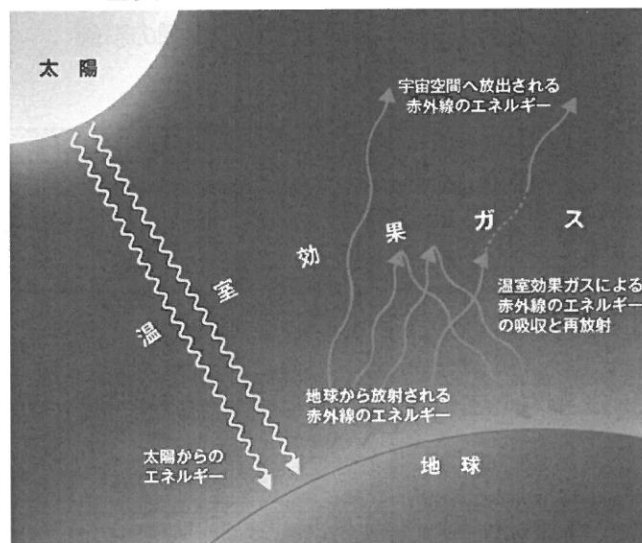 太陽
宇宙空間へ放出される
赤外線のエネルギー
温室効果ガス
温室効果ガスによる
赤外線のエネルギー
の吸収と再放射
地球から放射される
赤外線のエネルギー
太陽からの
エネルギー
地球